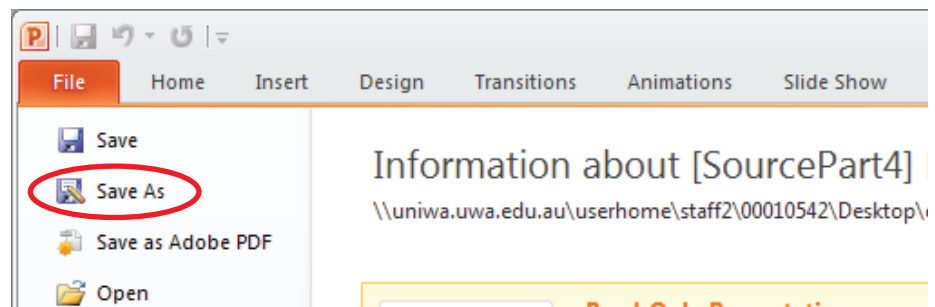 P
File Home Insert Design Transitions Animations Slide Show
Save
Save As
Save as Adobe PDF
Open
Information about [SourcePart4]
\\uniwa.uwa.edu.au\userhome\staff2\00010542\Desktop\